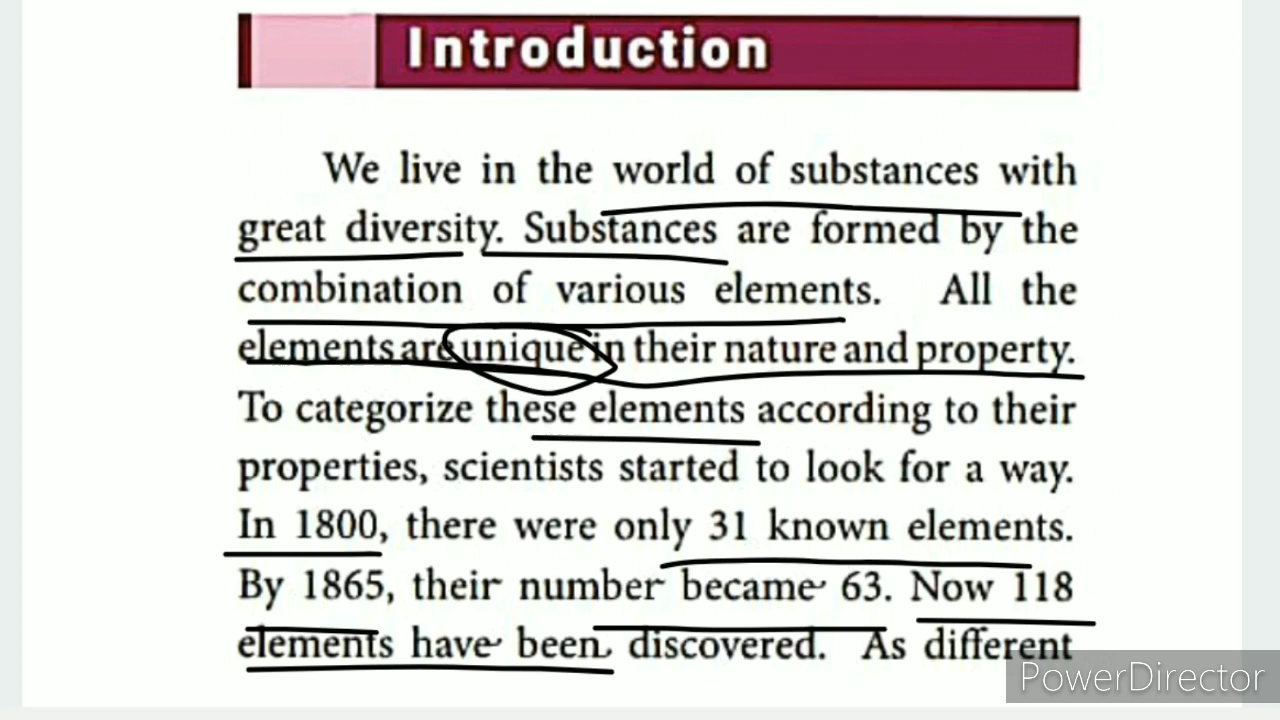 Introduction
We live in the world of substances with
great diversity. Substances are formed by the
combination of various elements. All the
elements are unique in their nature and property.
To categorize these elements according to their
properties, scientists started to look for a way.
In 1800, there were only 31 known elements.
By 1865, their number became 63. Now 118
elements have been discovered. As different
PowerDirector